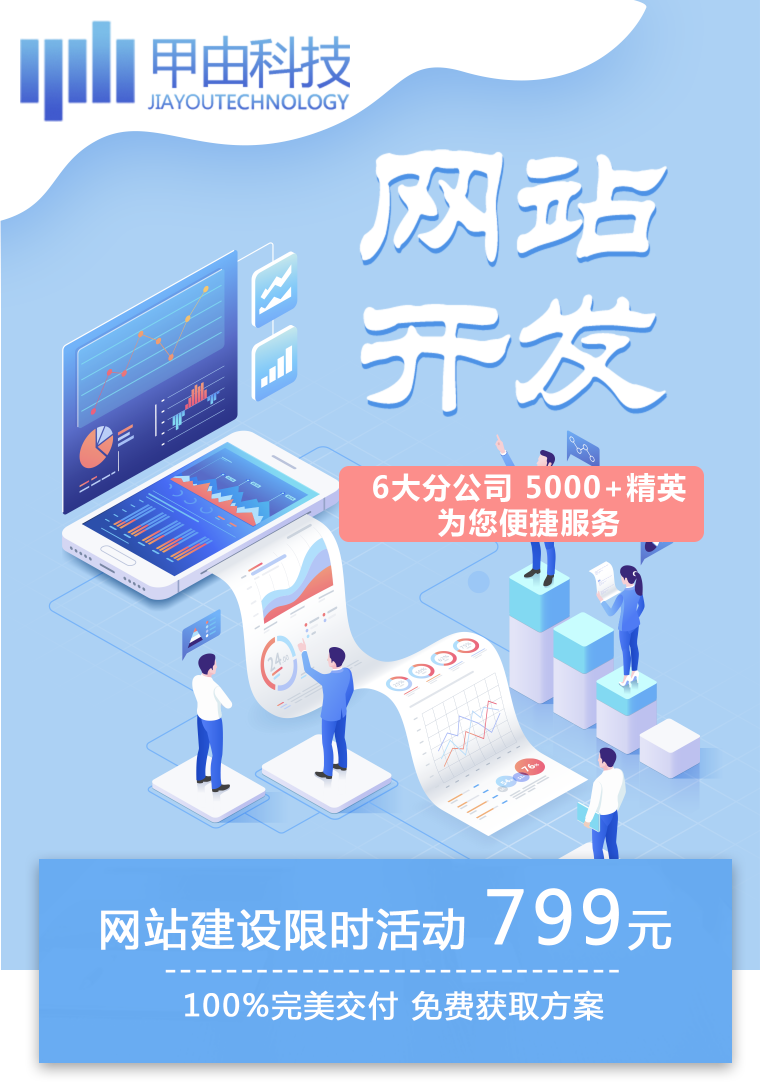 甲由科技
JIAYOUTECHNOLOGY
网站
开发
6大分公司 5000+精英
为您便捷服务
24
76%
网站建设限时活动 799元
100%完美交付 免费获取方案